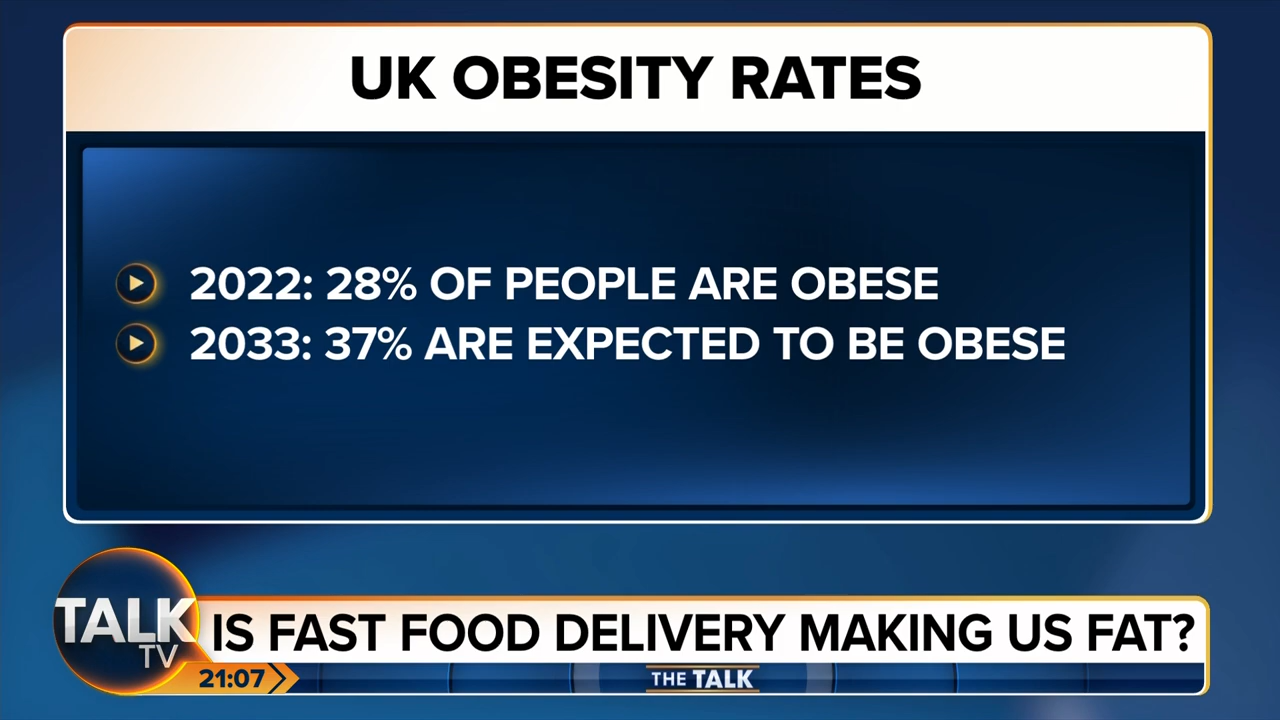 UK OBESITY RATES
2022: 28% OF PEOPLE ARE OBESE
2033: 37% ARE EXPECTED TO BE OBESE
TALK
TV
IS FAST FOOD DELIVERY MAKING US FAT?
21:07
THE TALK